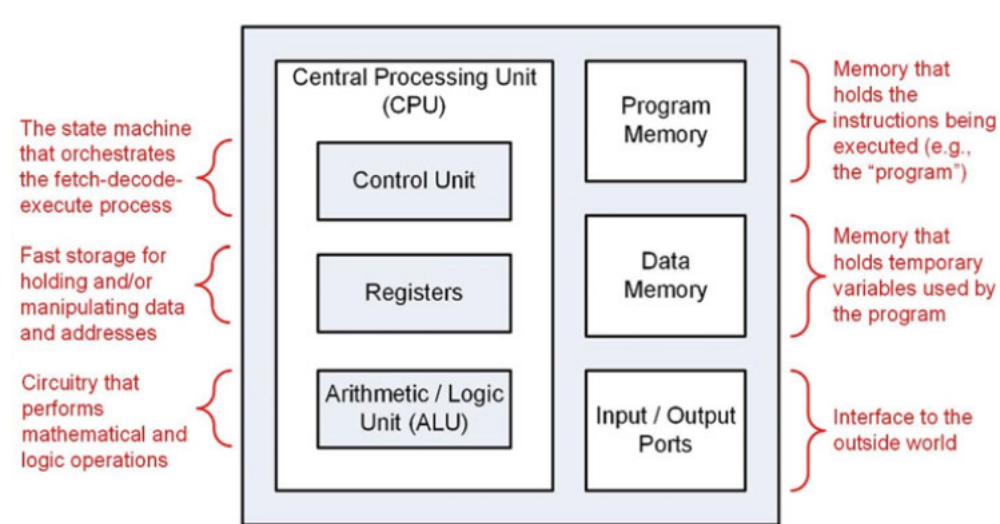 Central Processing Unit
(CPU)
Control Unit
Registers
Arithmetic / Logic
Unit (ALU)
Program
Memory
Data
Memory
Input / Output
Ports
The state machine
that orchestrates
the fetch-decode-
execute process
Fast storage for
holding and/or
manipulating data
and addresses
Circuitry that
performs
mathematical and
logic operations
Memory that
holds the
instructions being
executed (e.g.,
the “program”)
Memory that
holds temporary
variables used by
the program
Interface to the
outside world